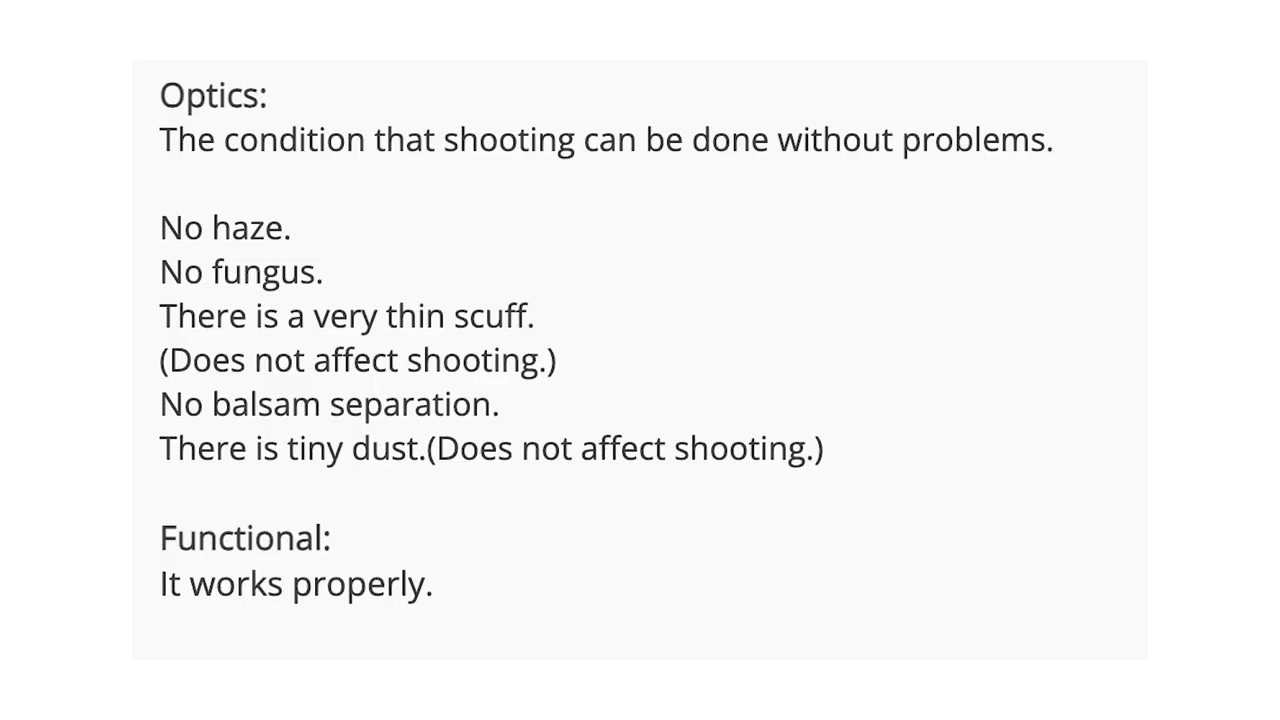 Optics:
The condition that shooting can be done without problems.
No haze.
No fungus.
There is a very thin scuff.
(Does not affect shooting.)
No balsam separation.
There is tiny dust.(Does not affect shooting.)
Functional:
It works properly.